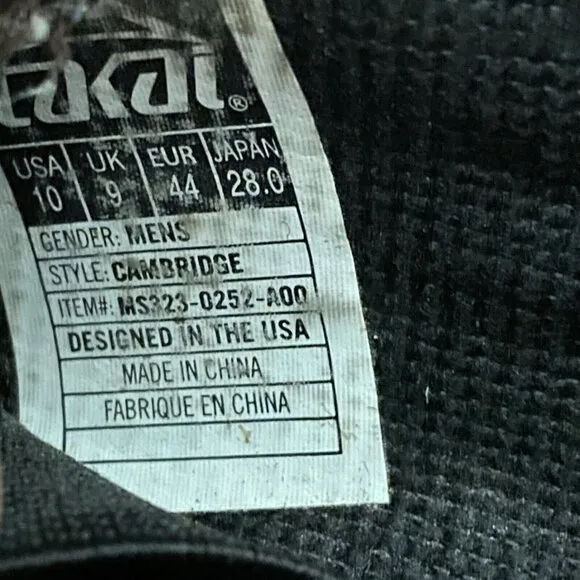 Lakai®
USA UK EUR JAPAN
10 9 44 28.0
GENDER: MENS
STYLE: CAMBRIDGE
ITEM#: MS323-0252-A00
DESIGNED IN THE USA
MADE IN CHINA
FABRIQUE EN CHINA